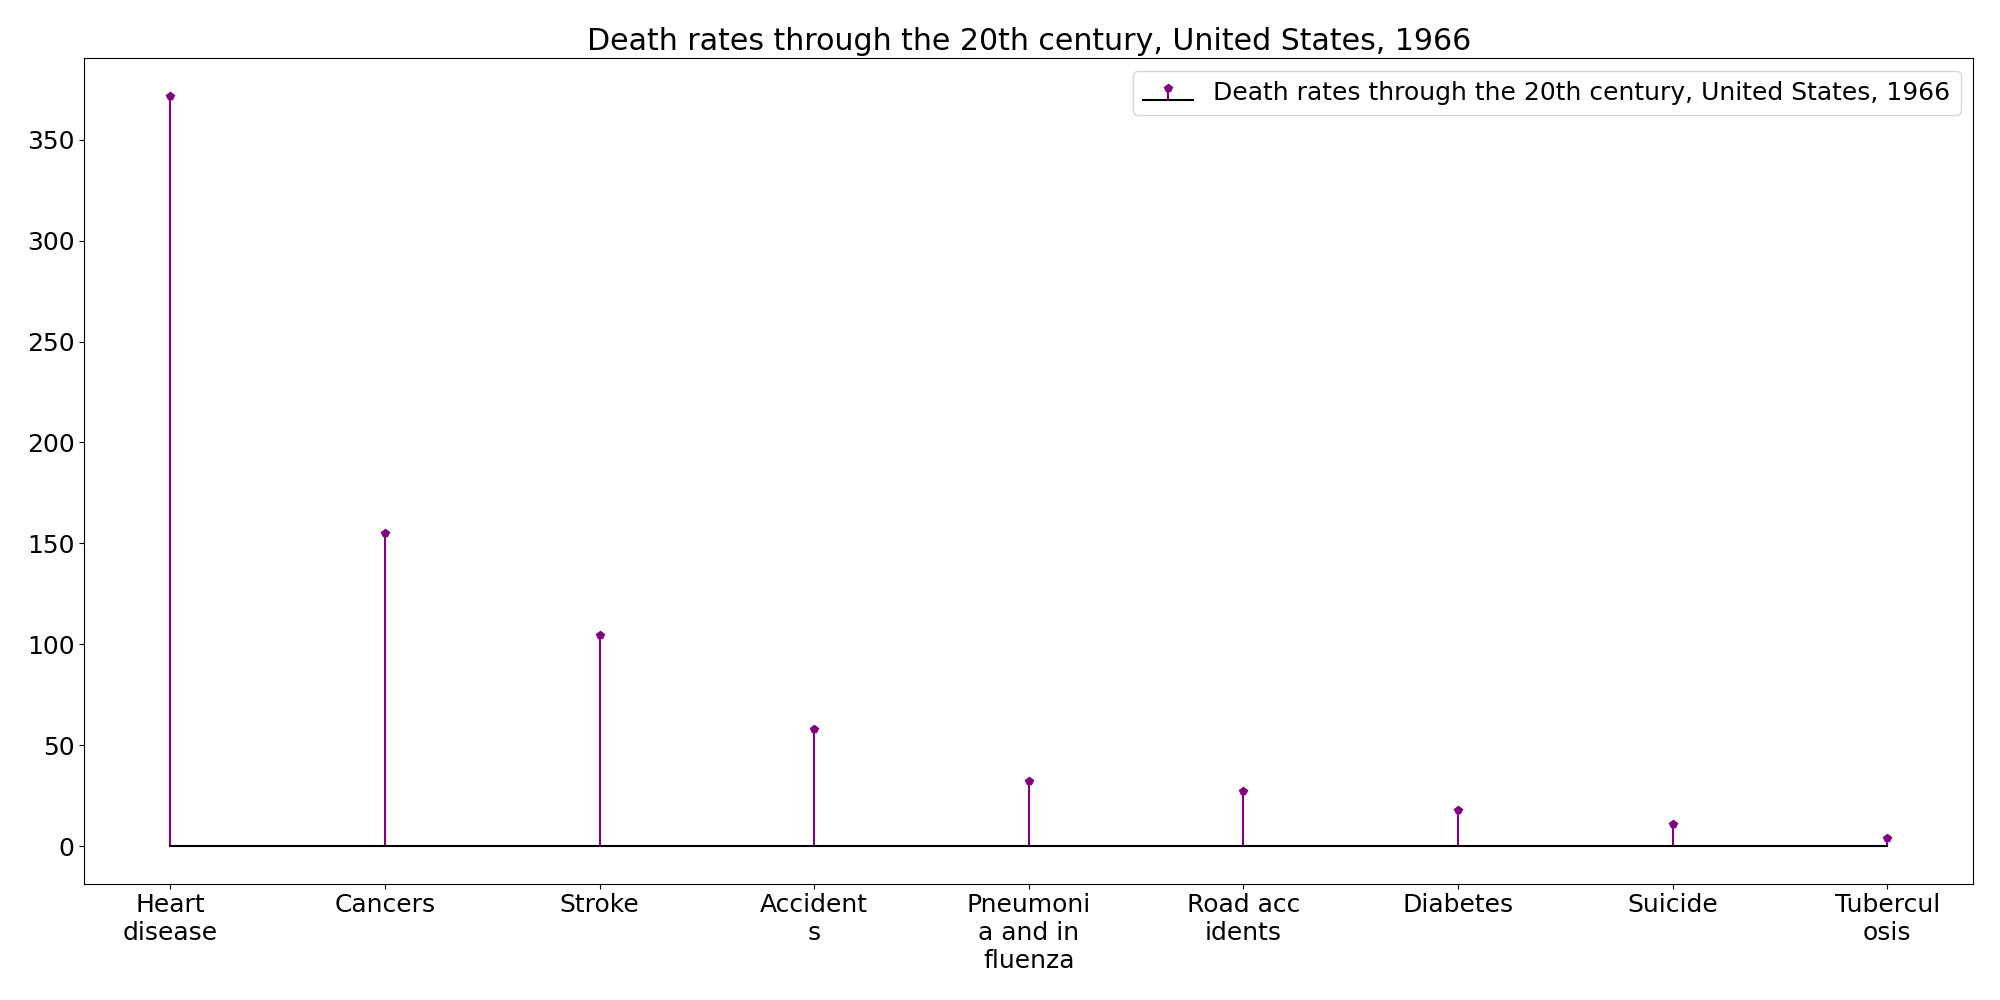 Death rates through the 20th century, United States, 1966
Death rates through the 20th century, United States, 1966
350
300
250
200
150
100
50
0
Heart
disease
Cancers
Stroke
Accident
s
Pneumoni
a and in
fluenza
Road acc
idents
Diabetes
Suicide
Tubercul
osis